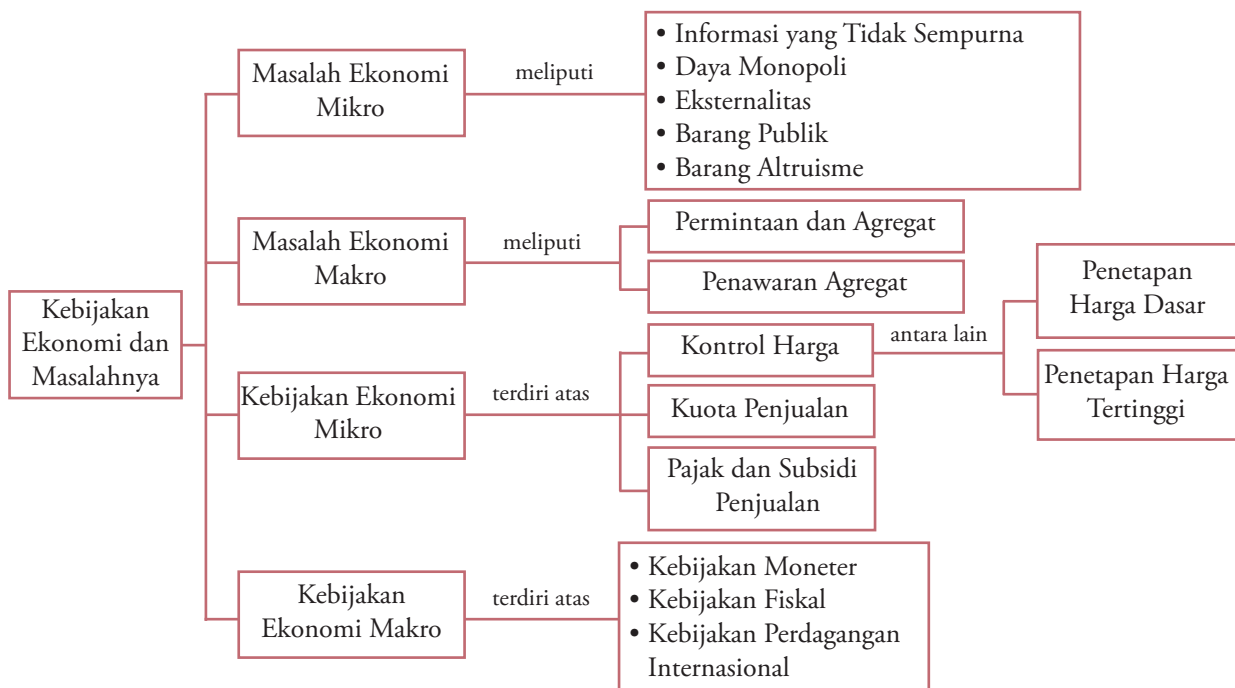 Kebijakan
Ekonomi dan
Masalahnya
Masalah Ekonomi
Mikro
meliputi
• Informasi yang Tidak Sempurna
• Daya Monopoli
• Eksternalitas
• Barang Publik
• Barang Altruisme
Masalah Ekonomi
Makro
meliputi
Permintaan dan Agregat
Penawaran Agregat
Kebijakan Ekonomi
Mikro
terdiri atas
Kontrol Harga
antara lain
Penetapan
Harga Dasar
Penetapan Harga
Tertinggi
Kuota Penjualan
Pajak dan Subsidi
Penjualan
Kebijakan
Ekonomi Makro
terdiri atas
• Kebijakan Moneter
• Kebijakan Fiskal
• Kebijakan Perdagangan
Internasional